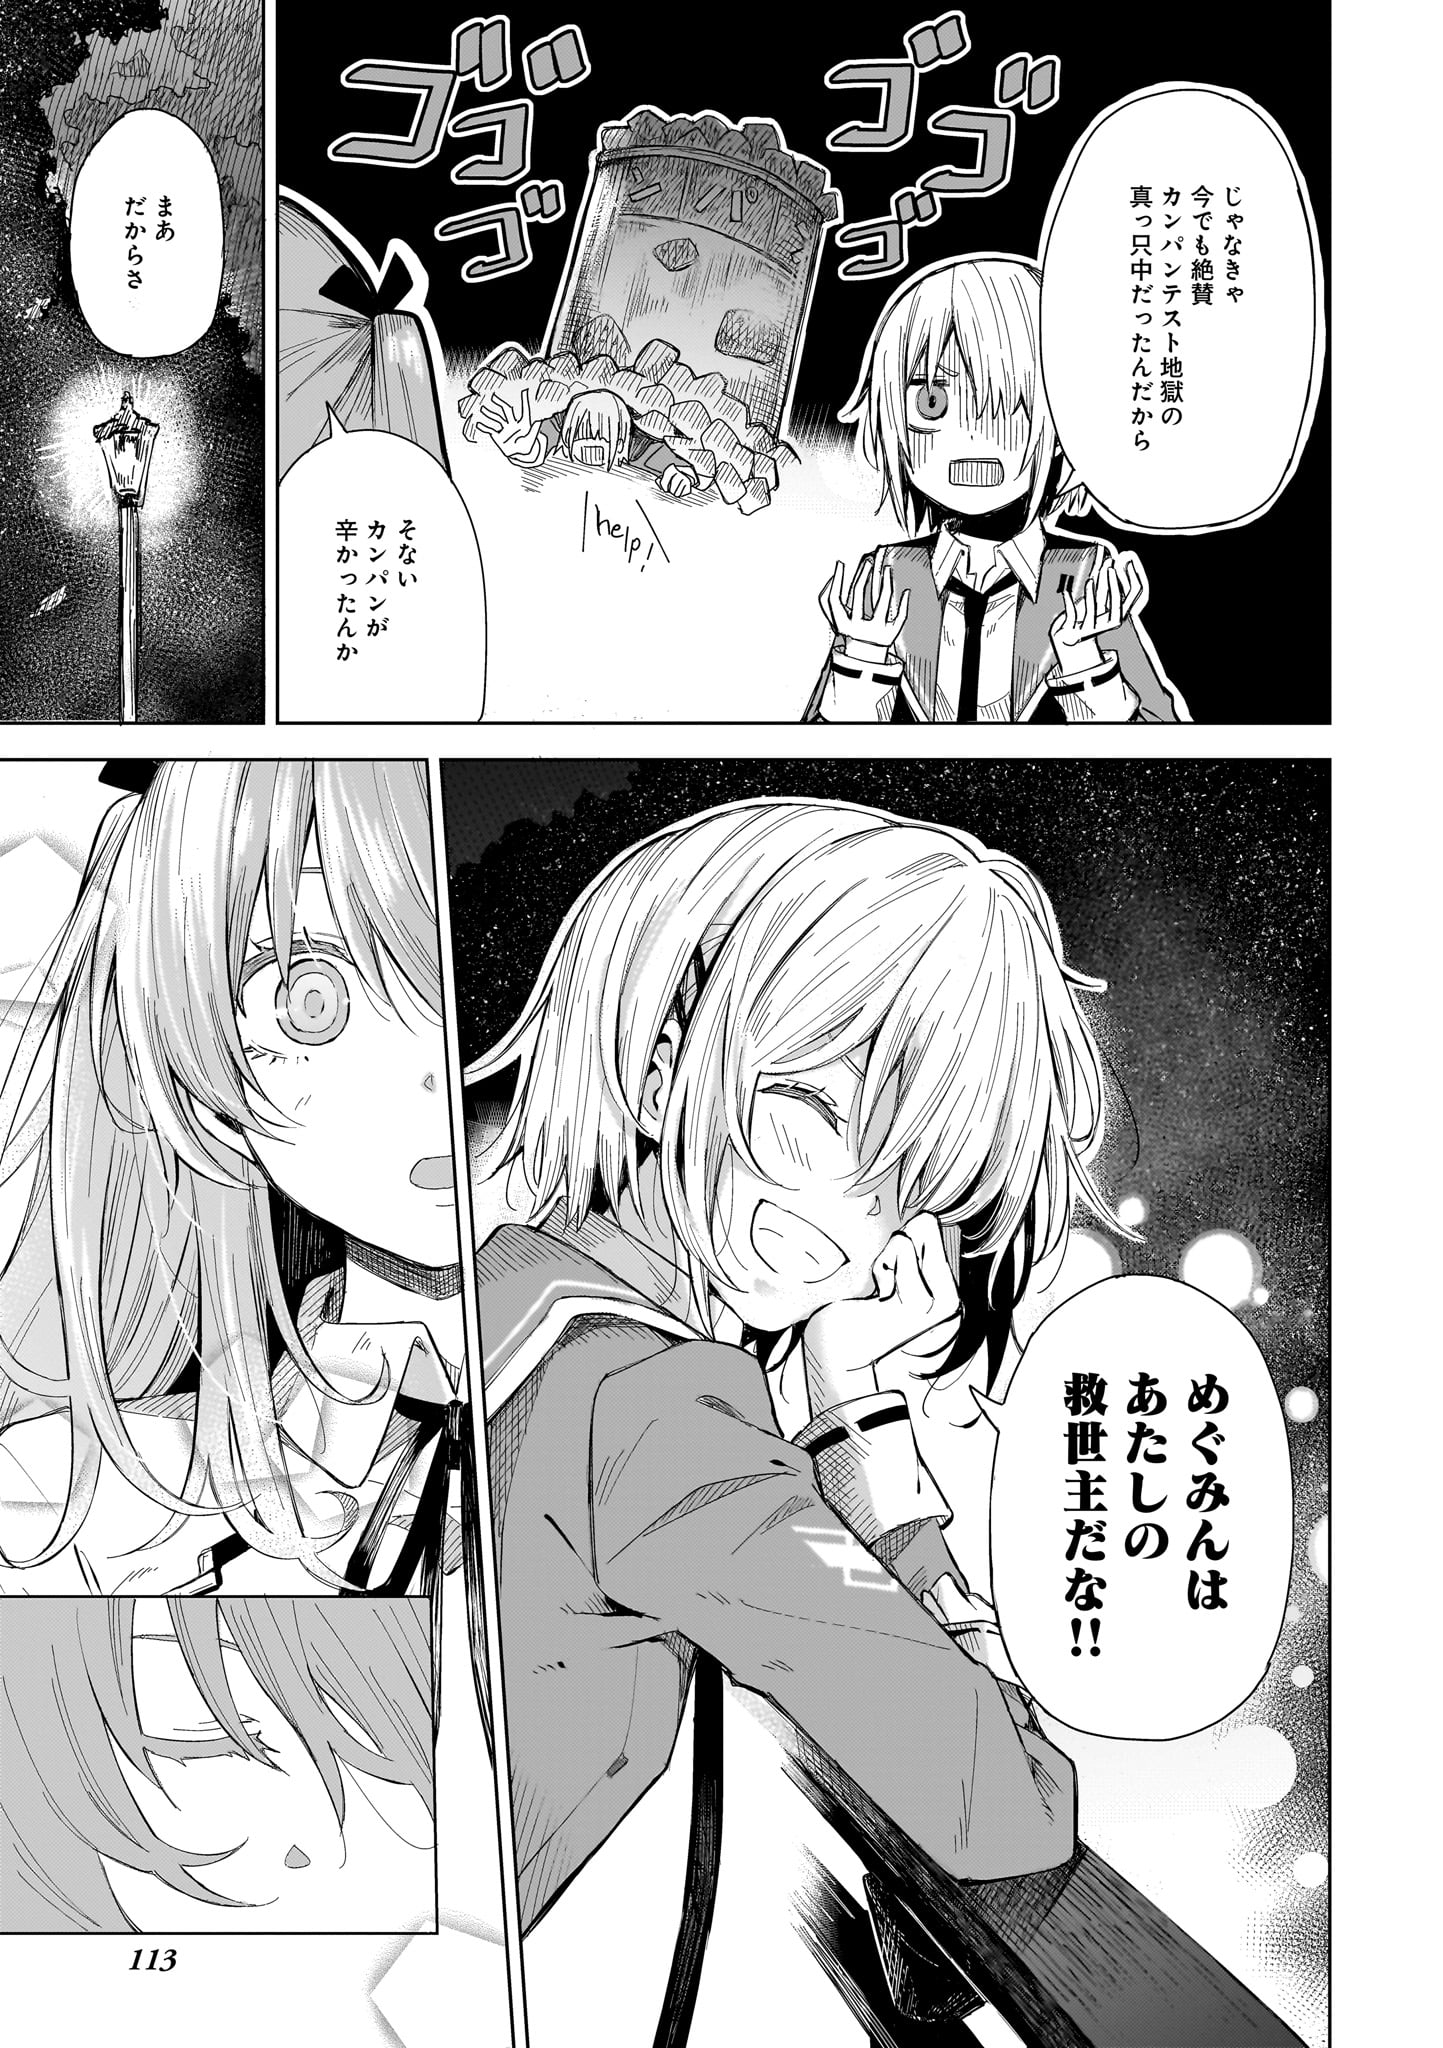 じゃなきゃ
今でも絶賛
カンパンテスト地獄の
真っ只中だったんだから
ゴゴゴ
ゴゴゴ
カンパン
help!
そない
カンパンが
辛かったんか
まあ
だからさ
めぐみんは
あたしの
救世主だな!!
113